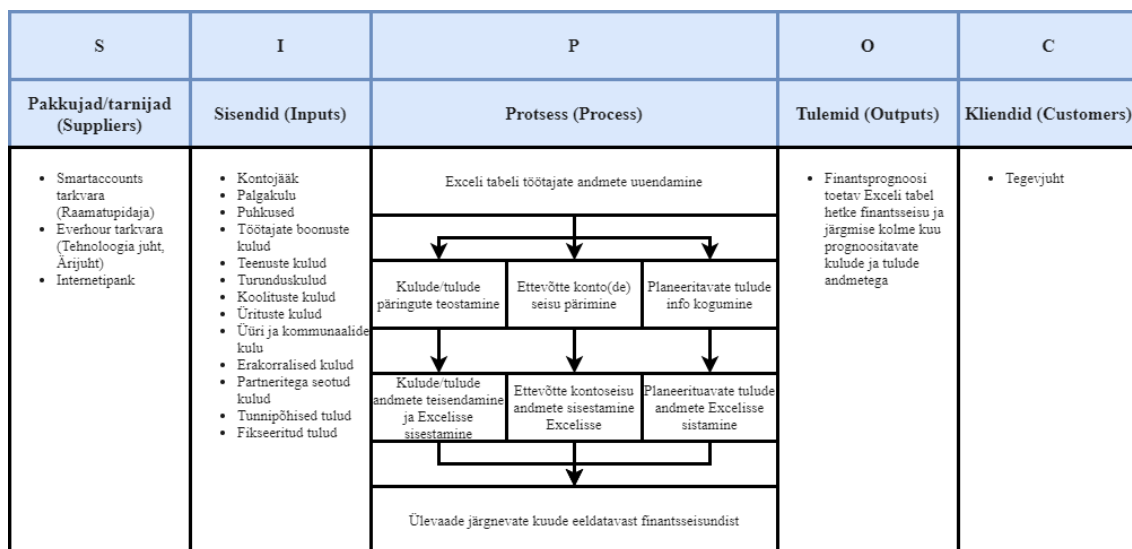 S
I
P
O
C
Pakkujad/tarnijad
(Suppliers)
Sisendid (Inputs)
Protsess (Process)
Tulemid (Outputs)
Kliendid (Customers)
• Smartaccounts
tarkvara
(Raamatupidaja)
• Everhour tarkvara
(Tehnoloogia juht,
Ärijuht)
• Internetipank
• Kontojääk
• Palgakulu
• Puhkused
• Töötajate boonuste
kulud
• Teenuste kulud
• Turunduskulud
• Koolituste kulud
• Ürituste kulud
• Üüri ja kommunaalide
kulu
• Erakorralised kulud
• Partneritega seotud
kulud
• Tunnipõhised tulud
• Fikseeritud tulud
Exceli tabeli töötajate andmete uuendamine
Kulude/tulude
päringute teostamine
Ettevõtte konto(de)
seisu pärimine
Planeeritavate tulude
info kogumine
Kulude/tulude
andmete teisendamine
ja Excelisse
sisestamine
Ettevõtte kontoseisu
andmete sisestamine
Excelisse
Planeerituavate tulude
andmete Excelisse
sistamine
Ülevaade järgnevate kuude eeldatavast finantsseisundist
• Finantsprognoosi
toetav Exceli tabel
hetke finantsseisu ja
järgmise kolme kuu
prognoositavate
kulude ja tulude
andmetega
• Tegevjuht